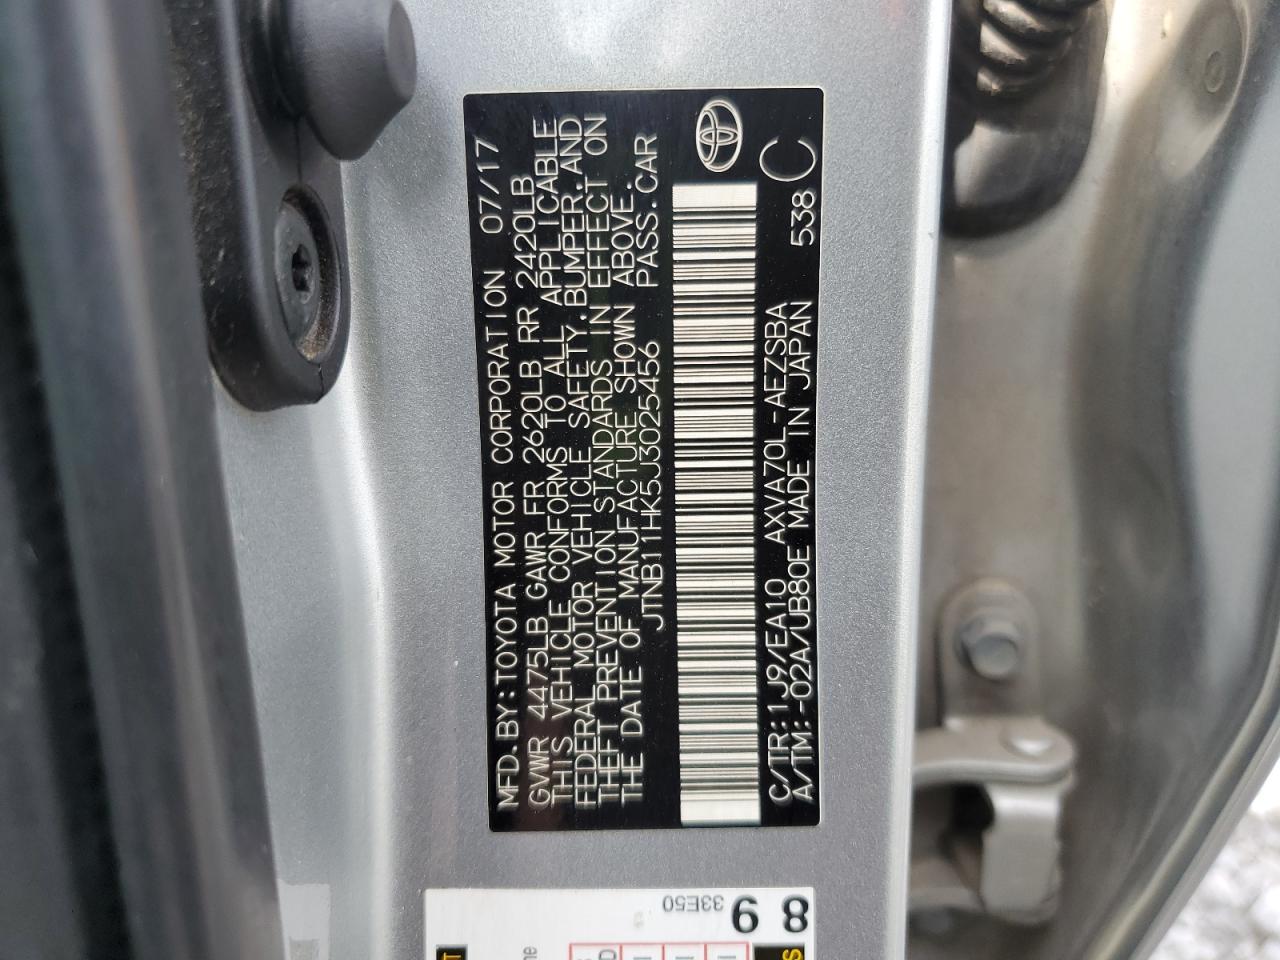 MFD.BY:TOYOTA MOTOR CORPORATION 07/17
GVWR 4475LB GAWR FR 2620LB RR 2420LB
THIS VEHICLE CONFORMS TO ALL APPLICABLE
FEDERAL MOTOR VEHICLE SAFETY,BUMPER,AND
THEFT PREVENTION STANDARDS IN EFFECT ON
THE DATE OF MANUFACTURE SHOWN ABOVE.
JTNB11HK5J3025456 PASS.CAR
C/TR:1J9/EA10 AXVA70L-AEZSBA
A/TM:-02A/UB80E MADE IN JAPAN 538 C
33E50
8 9